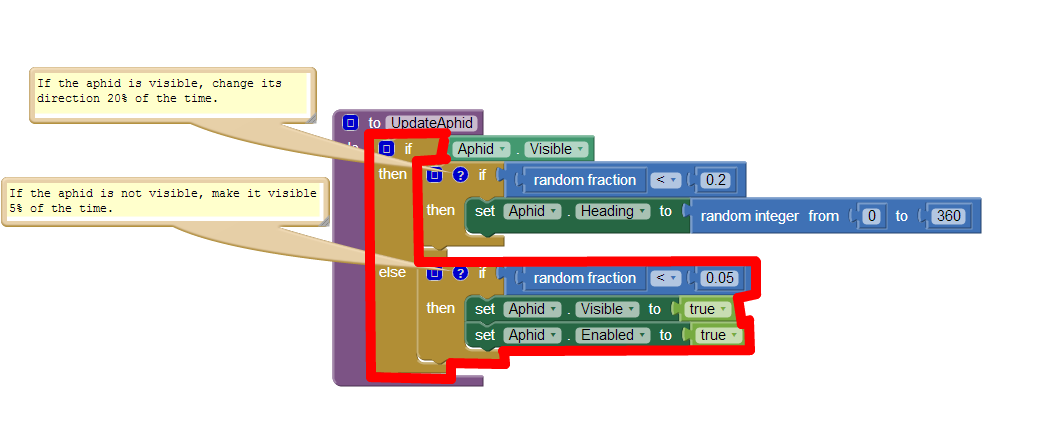 If the aphid is visible, change its
direction 20% of the time.
to UpdateAphid
do if Aphid . Visible
then ? if random fraction < 0.2
then set Aphid . Heading to random integer from 0 to 360
If the aphid is not visible, make it visible
5% of the time.
else ? if random fraction < 0.05
then set Aphid . Visible to true
set Aphid . Enabled to true